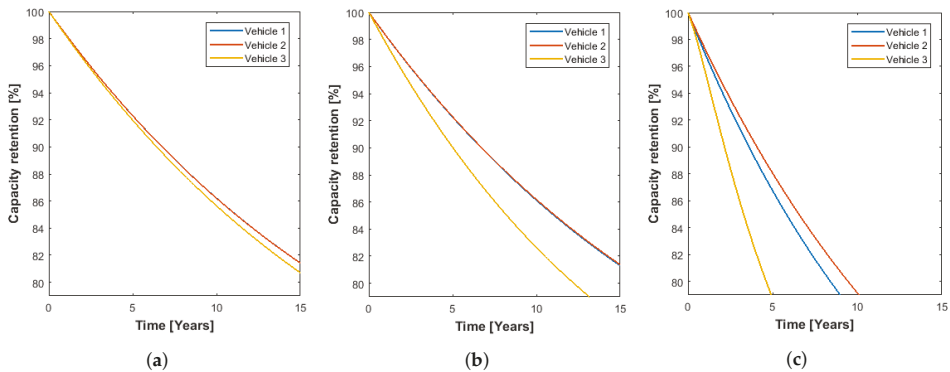 100
98
96
94
92
90
88
86
84
82
80
Capacity retention [%]
0 5 10 15
Time [Years]
Vehicle 1
Vehicle 2
Vehicle 3
(a)
100
98
96
94
92
90
88
86
84
82
80
Capacity retention [%]
0 5 10 15
Time [Years]
Vehicle 1
Vehicle 2
Vehicle 3
(b)
100
98
96
94
92
90
88
86
84
82
80
Capacity retention [%]
0 5 10 15
Time [Years]
Vehicle 1
Vehicle 2
Vehicle 3
(c)